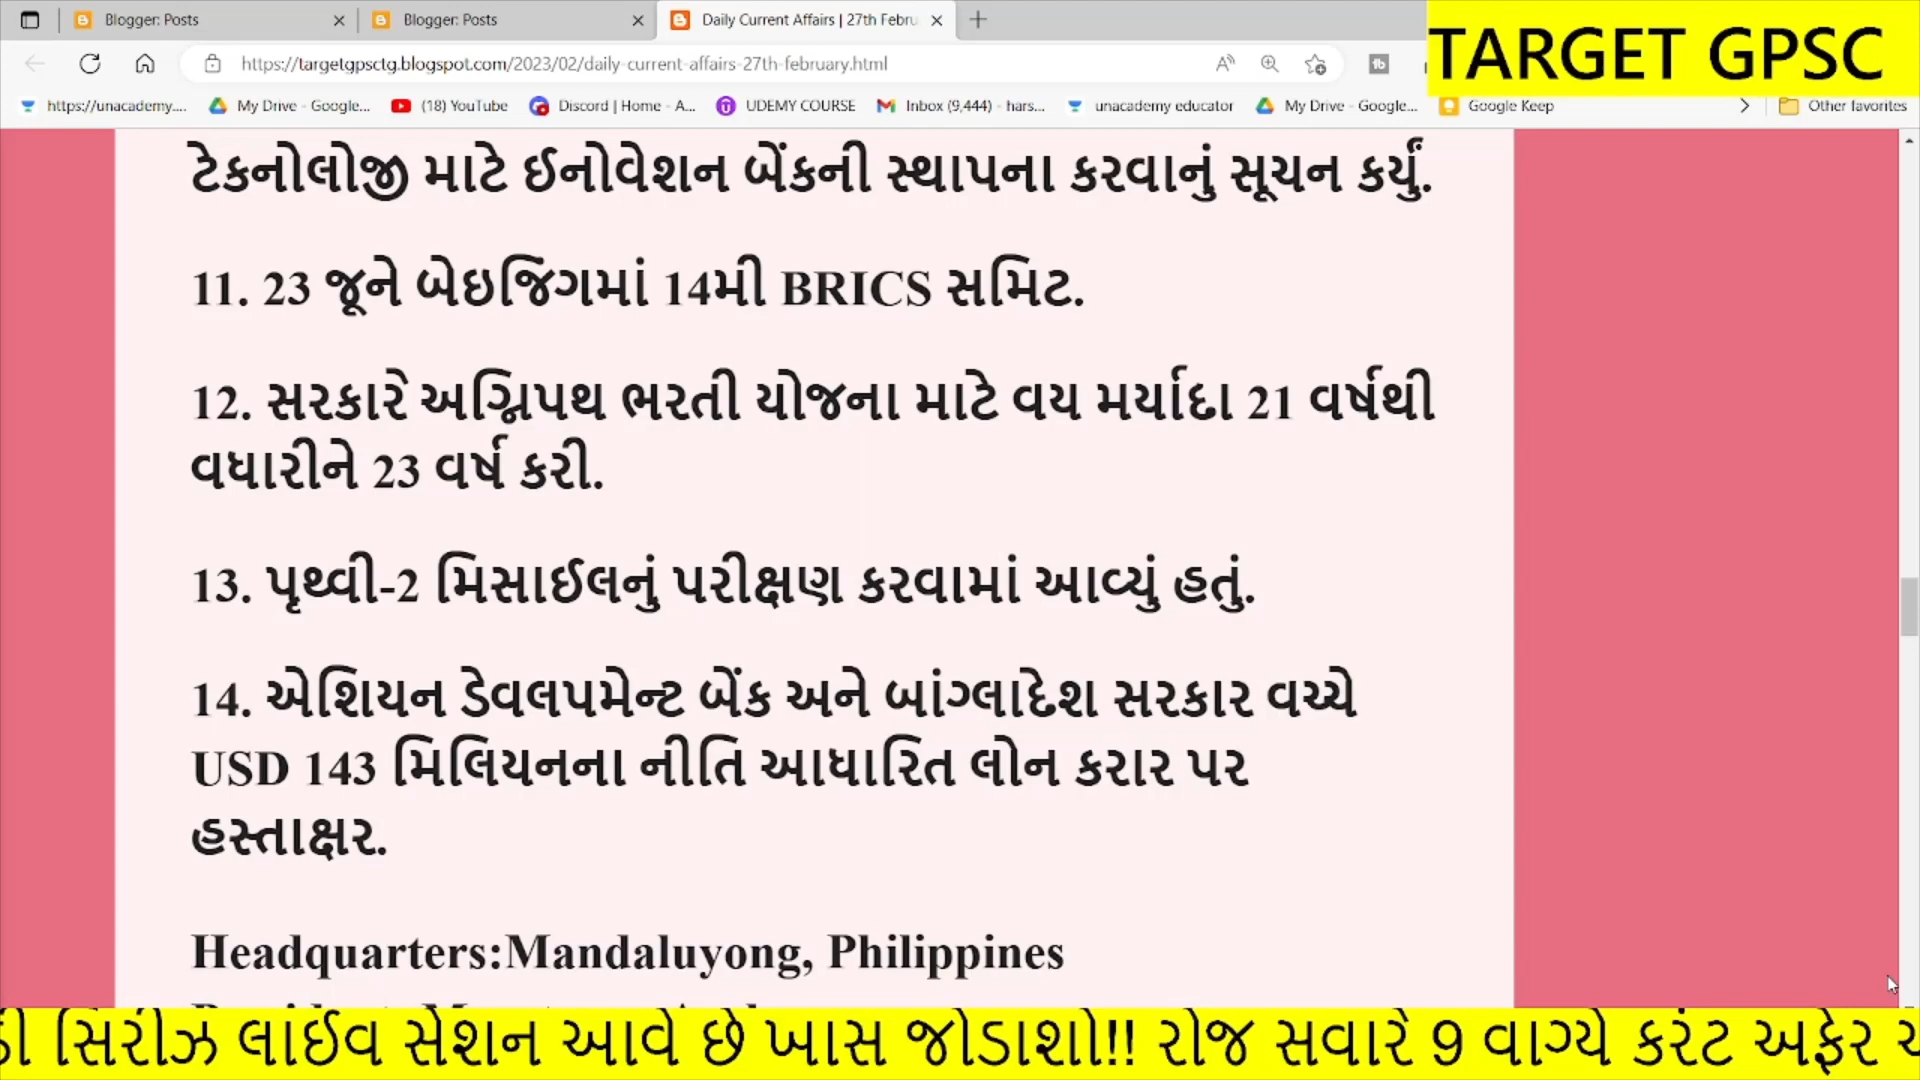 Blogger: Posts
Blogger: Posts
Daily Current Affairs | 27th Febru
TARGET GPSC
https://targetgpsctg.blogspot.com/2023/02/daily-current-affairs-27th-february.html
https://unacademy....
My Drive - Google...
(18) YouTube
Discord | Home - A...
UDEMY COURSE
Inbox (9,444) - hars...
unacademy educator
My Drive - Google...
Google Keep
Other favorites
ટેકનોલોજી માટે ઈનોવેશન બેંકની સ્થાપના કરવાનું સૂચન કર્યું.
11. 23 જૂને બેઇજિંગમાં 14મી BRICS સમિટ.
12. સરકારે અગ્નિપથ ભરતી યોજના માટે વય મર્યાદા 21 વર્ષથી
વધારીને 23 વર્ષ કરી.
13. પૃથ્વી-2 મિસાઈલનું પરીક્ષણ કરવામાં આવ્યું હતું.
14. એશિયન ડેવલપમેન્ટ બેંક અને બાંગ્લાદેશ સરકાર વચ્ચે
USD 143 મિલિયનના નીતિ આધારિત લોન કરાર પર
હસ્તાક્ષર.
Headquarters:Mandaluyong, Philippines
સિરીઝ લાઈવ સેશન આવે છે ખાસ જોડાશો!! રોજ સવારે 9 વાગ્યે કરંટ અફેર